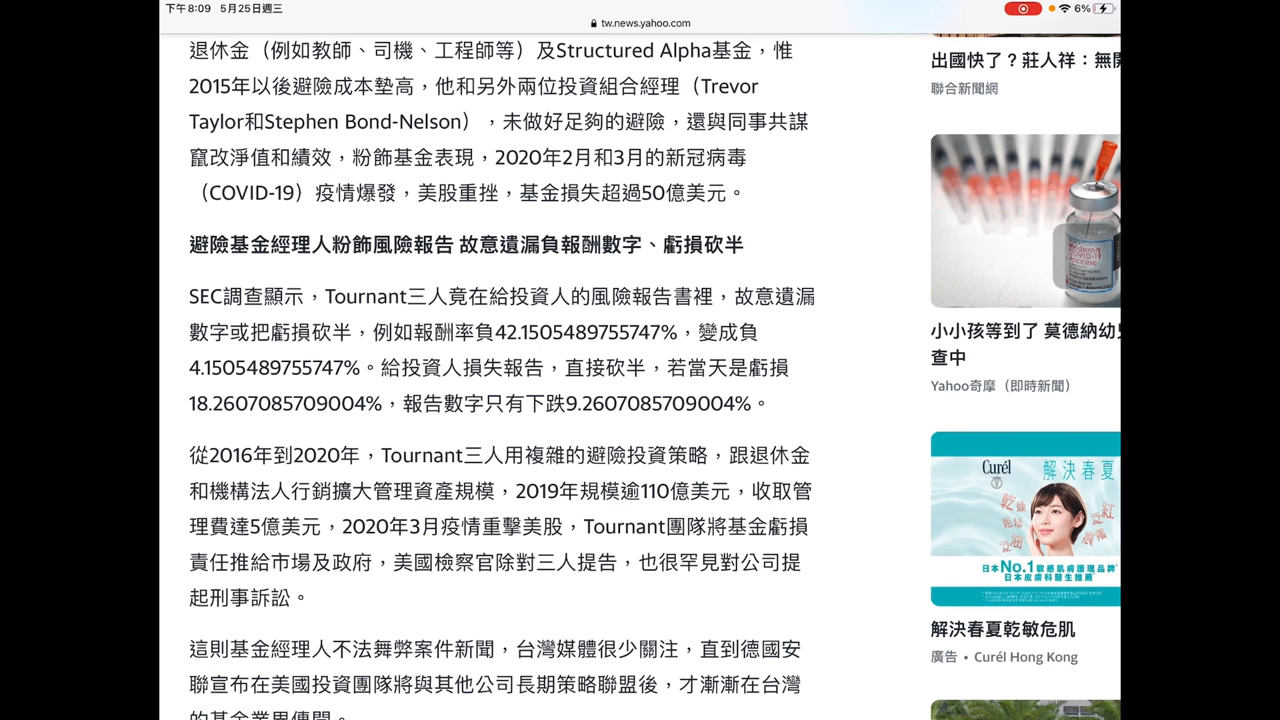 下午8:09 5月25日週三
6%
tw.news.yahoo.com
退休金（例如教師、司機、工程師等）及Structured Alpha基金，惟
2015年以後避險成本墊高，他和另外兩位投資組合經理（Trevor
Taylor和Stephen Bond-Nelson），未做好足夠的避險，還與同事共謀
竄改淨值和績效，粉飾基金表現，2020年2月和3月的新冠病毒
（COVID-19）疫情爆發，美股重挫，基金損失超過50億美元。
避險基金經理人粉飾風險報告 故意遺漏負報酬數字、虧損砍半
SEC調查顯示，Tournant三人竟在給投資人的風險報告書裡，故意遺漏
數字或把虧損砍半，例如報酬率負42.1505489755747%，變成負
4.1505489755747%。給投資人損失報告，直接砍半，若當天是虧損
18.2607085709004%，報告數字只有下跌9.2607085709004%。
從2016年到2020年，Tournant三人用複雜的避險投資策略，跟退休金
和機構法人行銷擴大管理資產規模，2019年規模逾110億美元，收取管
理費達5億美元，2020年3月疫情重擊美股，Tournant團隊將基金虧損
責任推給市場及政府，美國檢察官除對三人提告，也很罕見對公司提
起刑事訴訟。
這則基金經理人不法舞弊案件新聞，台灣媒體很少關注，直到德國安
聯宣布在美國投資團隊將與其他公司長期策略聯盟後，才漸漸在台灣
的基金業界傳開。
出國快了？莊人祥：無
聯合新聞網
小小孩等到了 莫德納幼
查中
Yahoo奇摩（即時新聞）
Curél
解決春夏
日本No.1敏感肌膚護理品牌
日本皮膚科醫生推薦
解決春夏乾敏危肌
廣告 • Curél Hong Kong